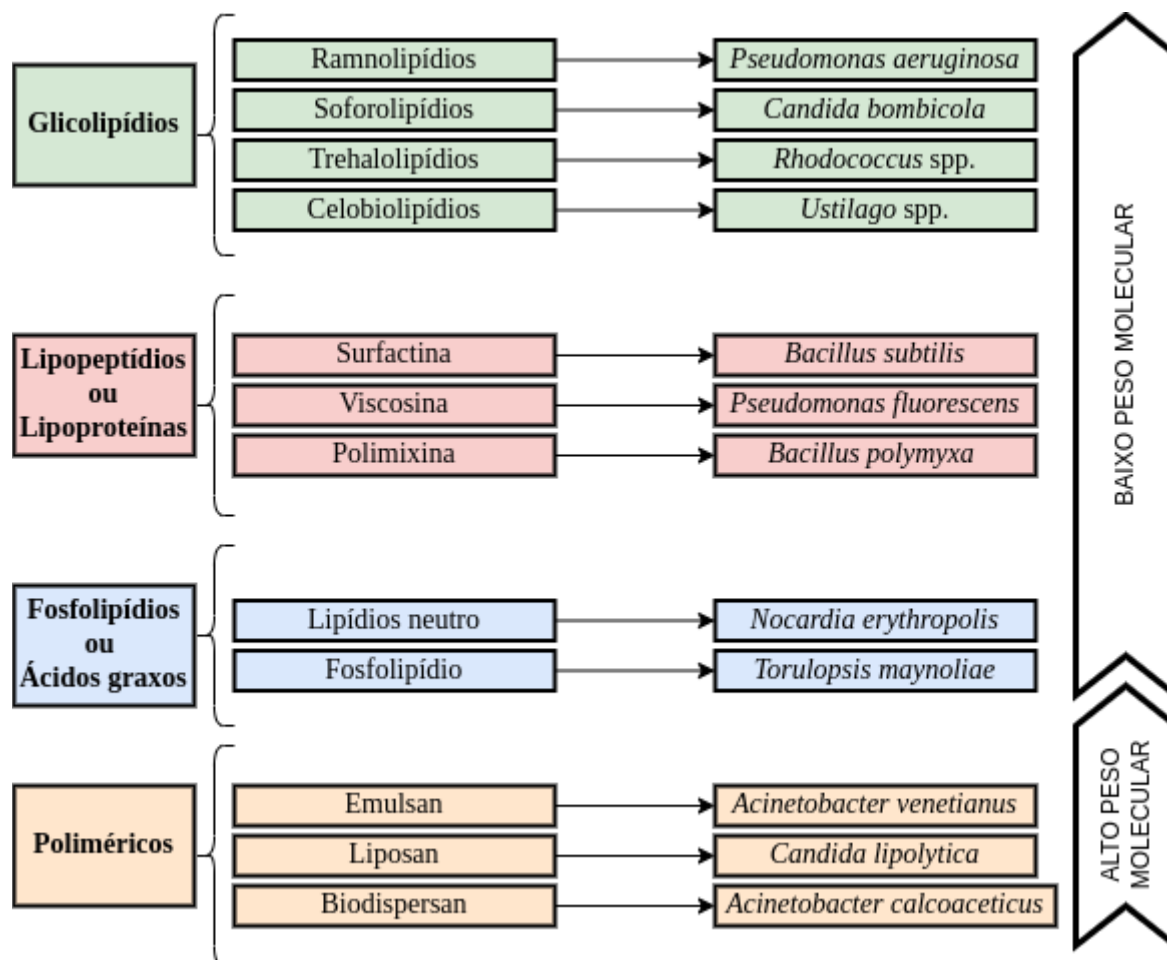 Glicolipídios
Ramnolipídios
Pseudomonas aeruginosa
Soforolipídios
Candida bombicola
Trehalolipídios
Rhodococcus spp.
Celobiolipídios
Ustilago spp.
Lipopeptídios
ou
Lipoproteínas
Surfactina
Bacillus subtilis
Viscosina
Pseudomonas fluorescens
Polimixina
Bacillus polymyxa
Fosfolipídios
ou
Ácidos graxos
Lipídios neutro
Nocardia erythropolis
Fosfolipídio
Torulopsis maynoliae
Poliméricos
Emulsan
Acinetobacter venetianus
Liposan
Candida lipolytica
Biodispersan
Acinetobacter calcoaceticus
BAIXO PESO MOLECULAR
ALTO PESO
MOLECULAR